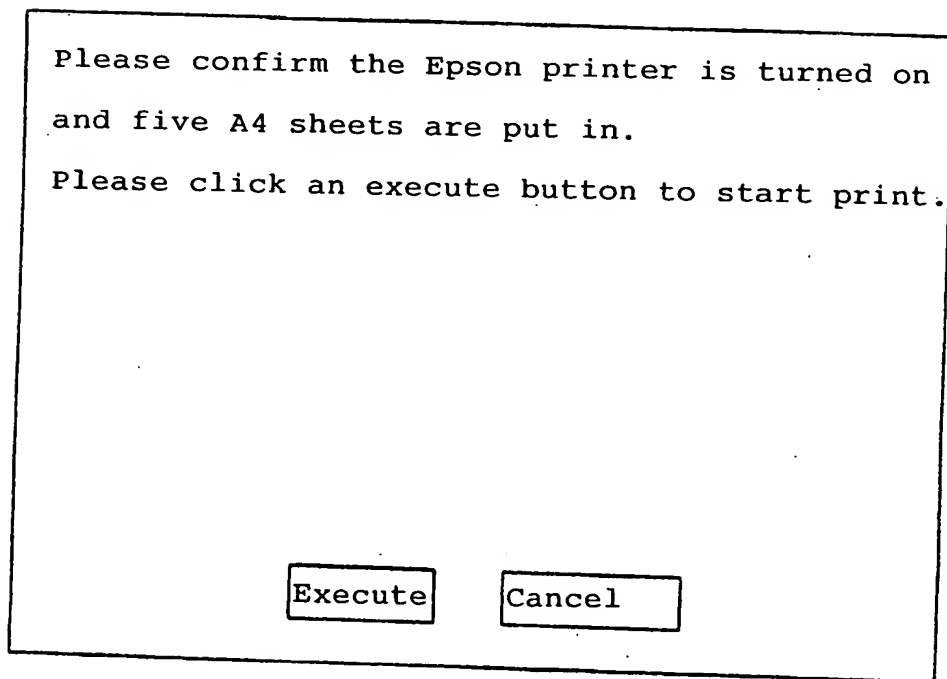 Please confirm the Epson printer is turned on
and five A4 sheets are put in.
Please click an execute button to start print.
Execute
Cancel